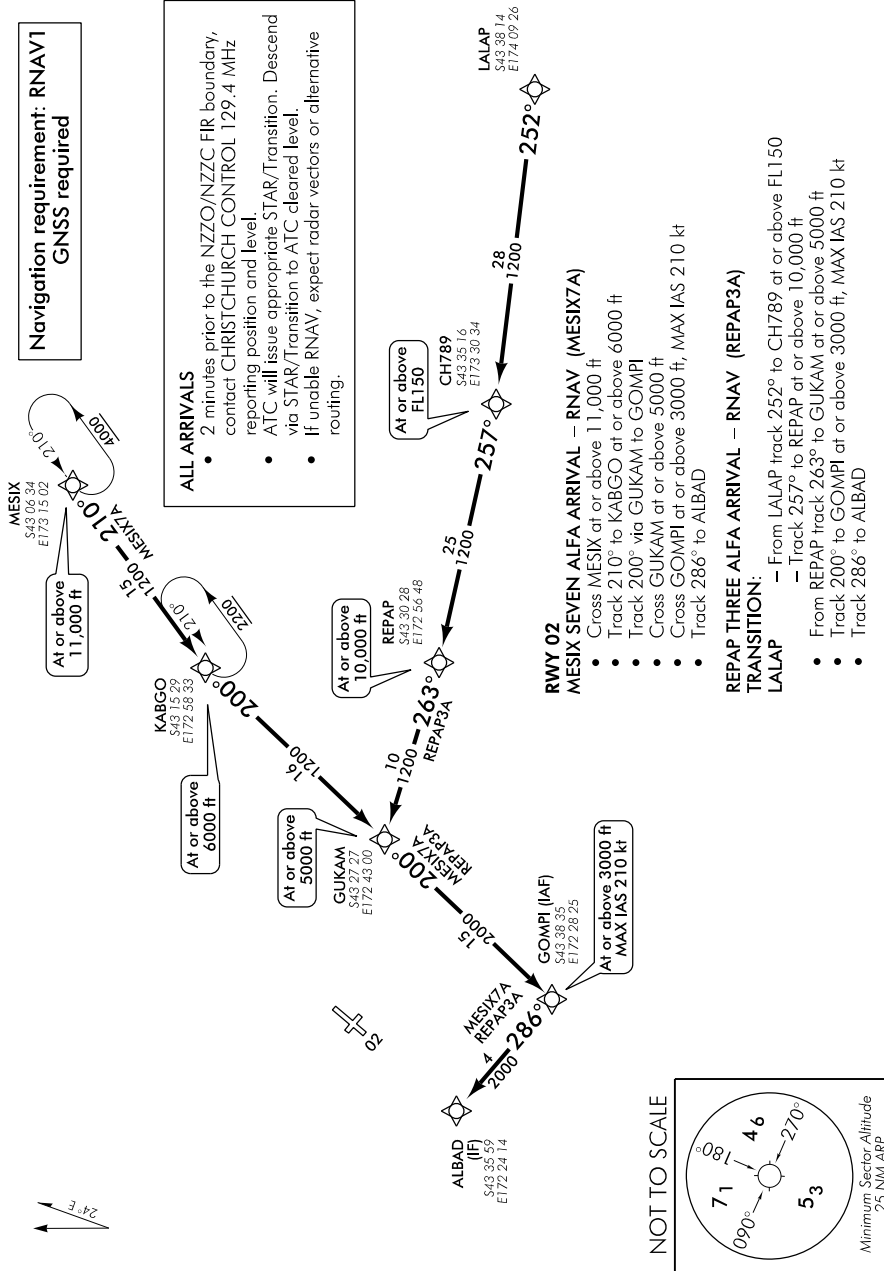 Navigation requirement: RNAV1
GNSS required
ALL ARRIVALS
• 2 minutes prior to the NZZO/NZZC FIR boundary,
contact CHRISTCHURCH CONTROL 129.4 MHz
reporting position and level.
• ATC will issue appropriate STAR/Transition. Descend
via STAR/Transition to ATC cleared level.
• If unable RNAV, expect radar vectors or alternative
routing.
24° E
MESIX
S43 06 34
E173 15 02
210°
4000
At or above
11,000 ft
210°
MESIX7A
15
1200
KABGO
S43 15 29
E172 58 33
210°
2200
At or above
6000 ft
200°
16
1200
At or above
5000 ft
GUKAM
S43 27 27
E172 43 00
200°
MESIX7A
REPAP3A
15
2000
GOMPI (IAF)
S43 38 35
E172 28 25
At or above 3000 ft
MAX IAS 210 kt
MESIX7A
REPAP3A
286°
4
2000
ALBAD
(IF)
S43 35 59
E172 24 14
02
At or above
10,000 ft
REPAP
S43 30 28
E172 56 48
263°
REPAP3A
10
1200
257°
25
1200
At or above
FL150
CH789
S43 35 16
E173 30 34
28
1200
252°
LALAP
S43 38 14
E174 09 26
RWY 02
MESIX SEVEN ALFA ARRIVAL – RNAV (MESIX7A)
• Cross MESIX at or above 11,000 ft
• Track 210° to KABGO at or above 6000 ft
• Track 200° via GUKAM to GOMPI
• Cross GUKAM at or above 5000 ft
• Cross GOMPI at or above 3000 ft, MAX IAS 210 kt
• Track 286° to ALBAD
REPAP THREE ALFA ARRIVAL – RNAV (REPAP3A)
TRANSITION:
LALAP – From LALAP track 252° to CH789 at or above FL150
– Track 257° to REPAP at or above 10,000 ft
• From REPAP track 263° to GUKAM at or above 5000 ft
• Track 200° to GOMPI at or above 3000 ft, MAX IAS 210 kt
• Track 286° to ALBAD
NOT TO SCALE
180°
090°
270°
71
46
53
Minimum Sector Altitude
25 NM ARP